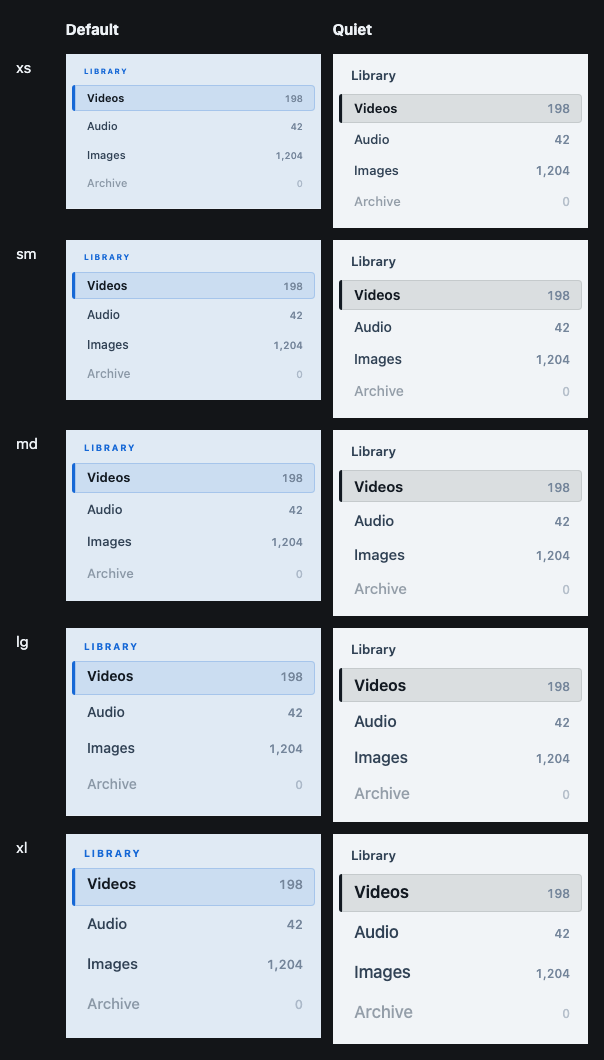 Default Quiet
xs
LIBRARY
Videos 198
Audio 42
Images 1,204
Archive 0
Library
Videos 198
Audio 42
Images 1,204
Archive 0
sm
LIBRARY
Videos 198
Audio 42
Images 1,204
Archive 0
Library
Videos 198
Audio 42
Images 1,204
Archive 0
md
LIBRARY
Videos 198
Audio 42
Images 1,204
Archive 0
Library
Videos 198
Audio 42
Images 1,204
Archive 0
lg
LIBRARY
Videos 198
Audio 42
Images 1,204
Archive 0
Library
Videos 198
Audio 42
Images 1,204
Archive 0
xl
LIBRARY
Videos 198
Audio 42
Images 1,204
Archive 0
Library
Videos 198
Audio 42
Images 1,204
Archive 0